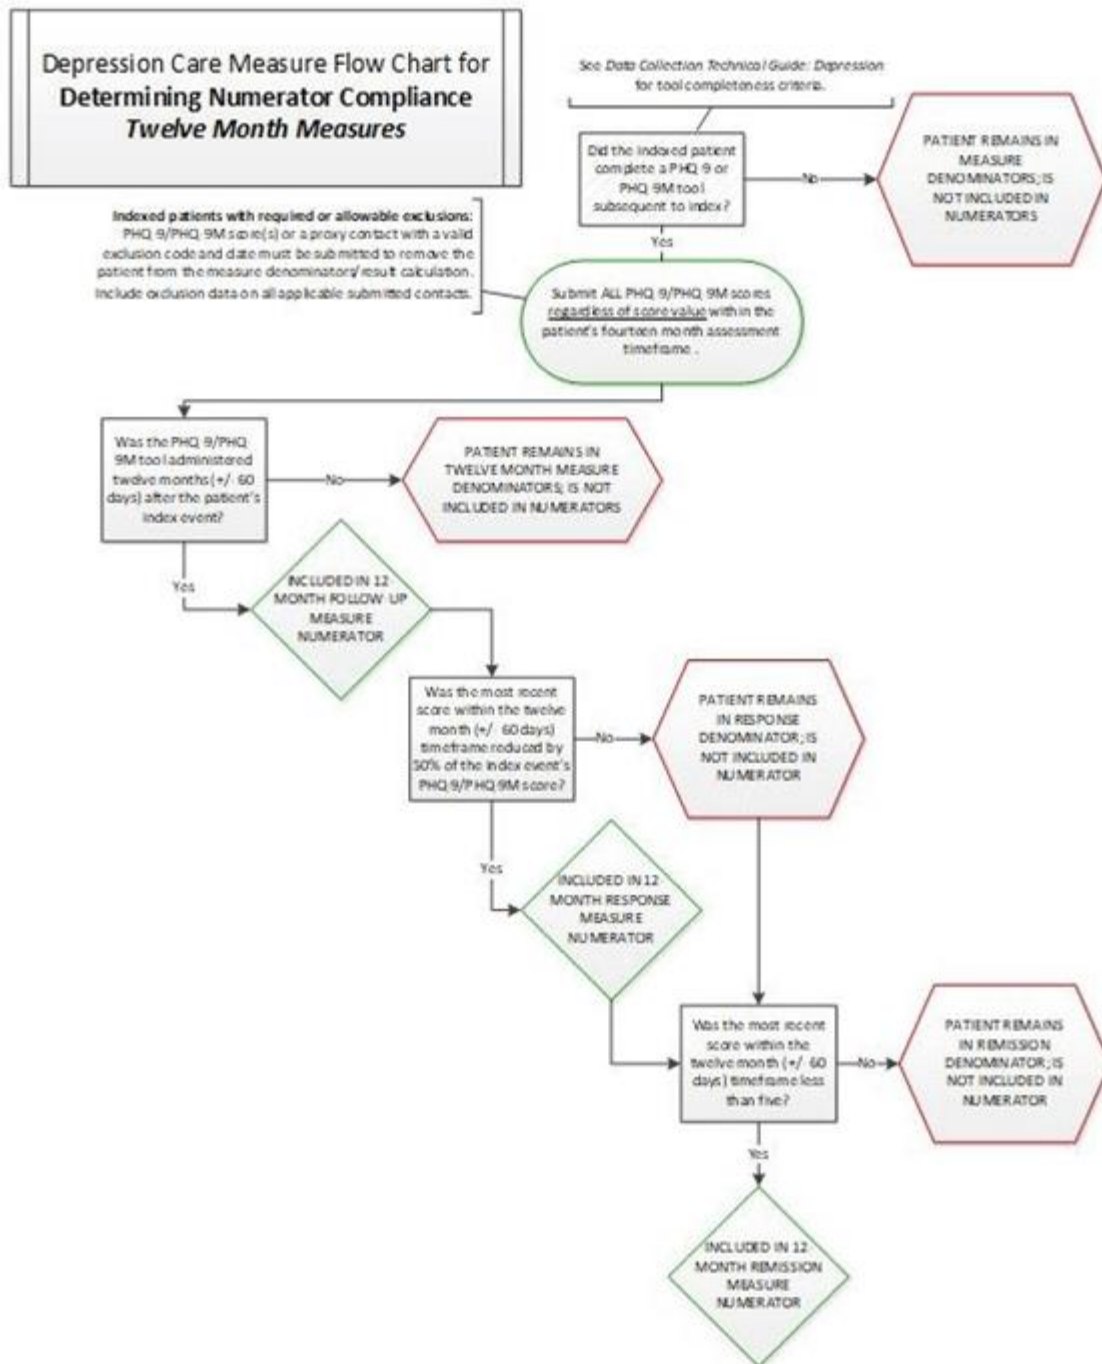 Depression Care Measure Flow Chart for
Determining Numerator Compliance
Twelve Month Measures
See Data Collection Technical Guide: Depression
for tool completeness criteria.
Did the indexed patient
complete a PHQ 9 or
PHQ 9M tool
subsequent to index?
No
PATIENT REMAINS IN
MEASURE
DENOMINATORS; IS
NOT INCLUDED IN
NUMERATORS
Yes
Indexed patients with required or allowable exclusions:
PHQ 9/PHQ 9M score(s) or a proxy contact with a valid
exclusion code and date must be submitted to remove the
patient from the measure denominators/result calculation.
Include exclusion data on all applicable submitted contacts.
Submit ALL PHQ 9/PHQ 9M scores
regardless of score value within the
patient's fourteen month assessment
timeframe .
Was the PHQ 9/PHQ
9M tool administered
twelve months (+/ 60
days) after the patient's
index event?
No
PATIENT REMAINS IN
TWELVE MONTH MEASURE
DENOMINATORS; IS NOT
INCLUDED IN NUMERATORS
Yes
INCLUDED IN 12
MONTH FOLLOW UP
MEASURE
NUMERATOR
Was the most recent
score within the twelve
month (+/ 60 days)
timeframe reduced by
50% of the index event's
PHQ 9/PHQ 9M score?
No
PATIENT REMAINS
IN RESPONSE
DENOMINATOR; IS
NOT INCLUDED IN
NUMERATOR
Yes
INCLUDED IN 12
MONTH RESPONSE
MEASURE
NUMERATOR
Was the most recent
score within the
twelve month (+/ 60
days) timeframe less
than five?
No
PATIENT REMAINS
IN REMISSION
DENOMINATOR; IS
NOT INCLUDED IN
NUMERATOR
Yes
INCLUDED IN 12
MONTH REMISSION
MEASURE
NUMERATOR